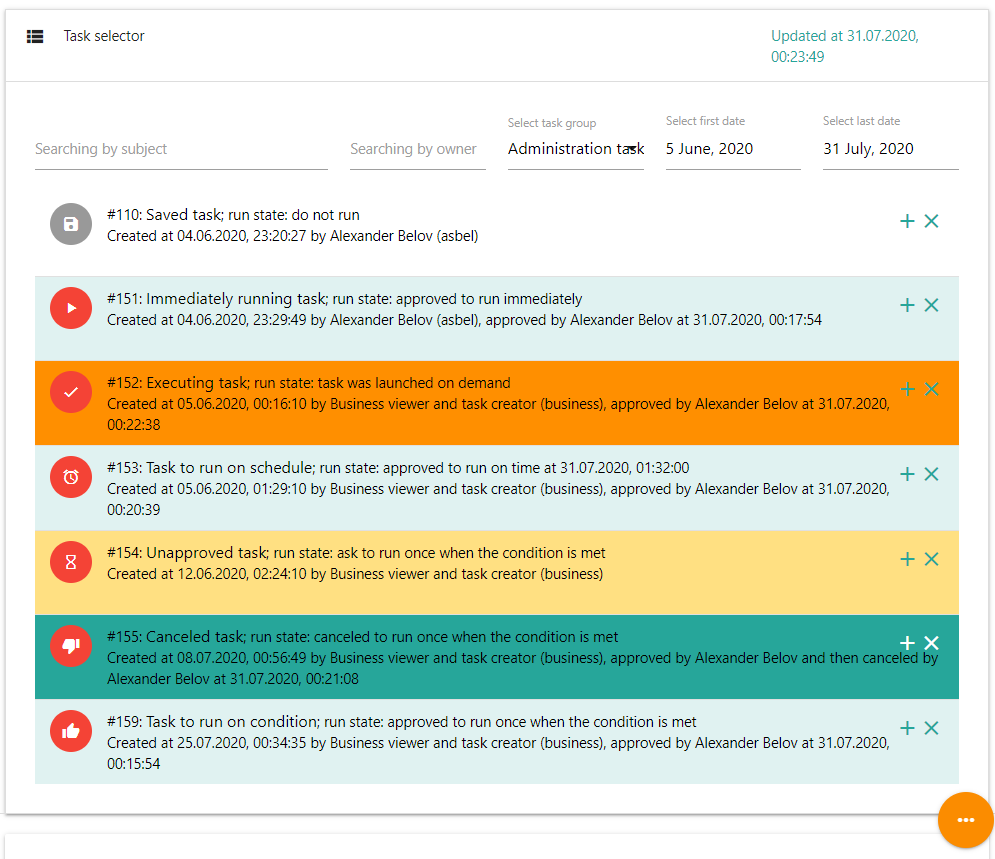 Task selector
Updated at 31.07.2020,
00:23:49
Select task group
Select first date
Select last date
Searching by subject
Searching by owner
Administration task
5 June, 2020
31 July, 2020
#110: Saved task; run state: do not run
Created at 04.06.2020, 23:20:27 by Alexander Belov (asbel)
#151: Immediately running task; run state: approved to run immediately
Created at 04.06.2020, 23:29:49 by Alexander Belov (asbel), approved by Alexander Belov at 31.07.2020, 00:17:54
#152: Executing task; run state: task was launched on demand
Created at 05.06.2020, 00:16:10 by Business viewer and task creator (business), approved by Alexander Belov at 31.07.2020,
00:22:38
#153: Task to run on schedule; run state: approved to run on time at 31.07.2020, 01:32:00
Created at 05.06.2020, 01:29:10 by Business viewer and task creator (business), approved by Alexander Belov at 31.07.2020,
00:20:39
#154: Unapproved task; run state: ask to run once when the condition is met
Created at 12.06.2020, 02:24:10 by Business viewer and task creator (business)
#155: Canceled task; run state: canceled to run once when the condition is met
Created at 08.07.2020, 00:56:49 by Business viewer and task creator (business), approved by Alexander Belov and then canceled by
Alexander Belov at 31.07.2020, 00:21:08
#159: Task to run on condition; run state: approved to run once when the condition is met
Created at 25.07.2020, 00:34:35 by Business viewer and task creator (business), approved by Alexander Belov at 31.07.2020,
00:15:54